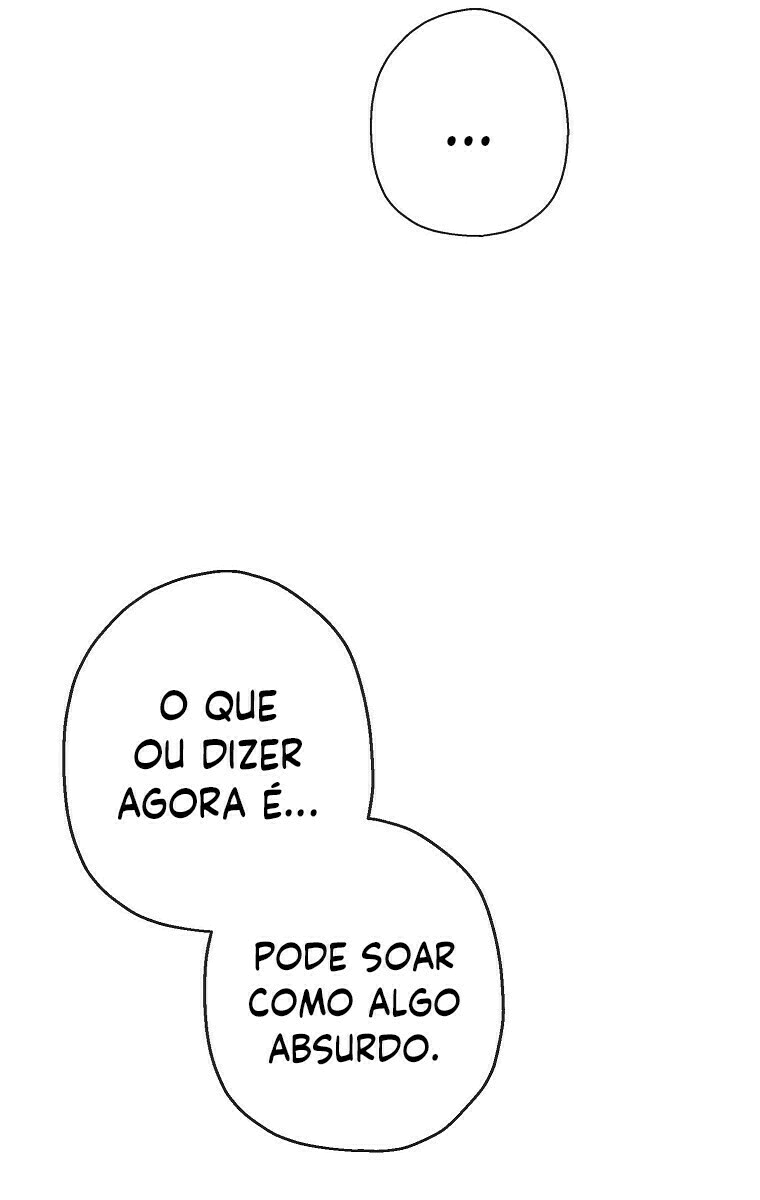 ...
O QUE
OU DIZER
AGORA É...
PODE SOAR
COMO ALGO
ABSURDO.